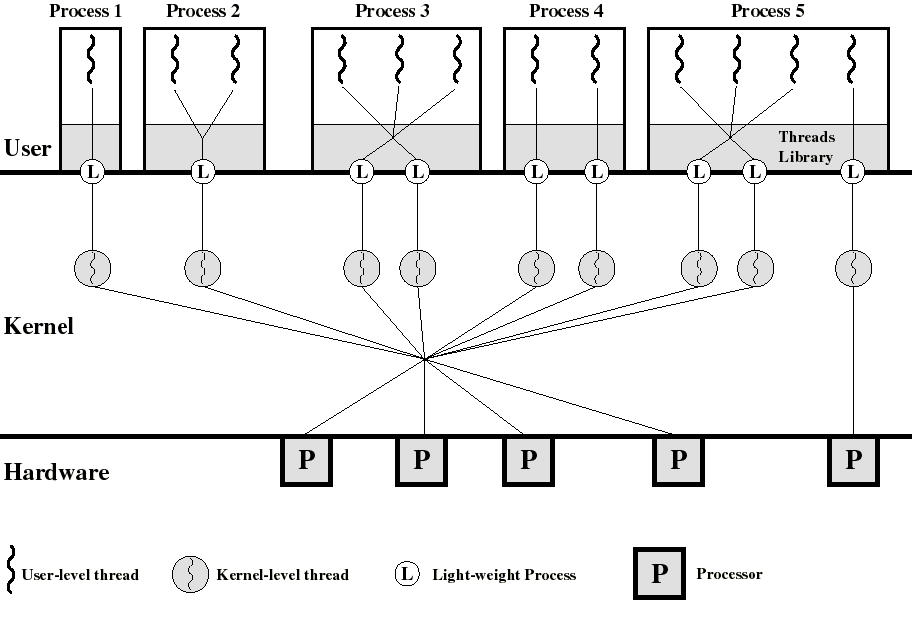 Process 1
Process 2
Process 3
Process 4
Process 5
User
Threads
Library
L
L
L
L
L
L
L
L
L
Kernel
Hardware
P
P
P
P
P
User-level thread
Kernel-level thread
L
Light-weight Process
P
Processor